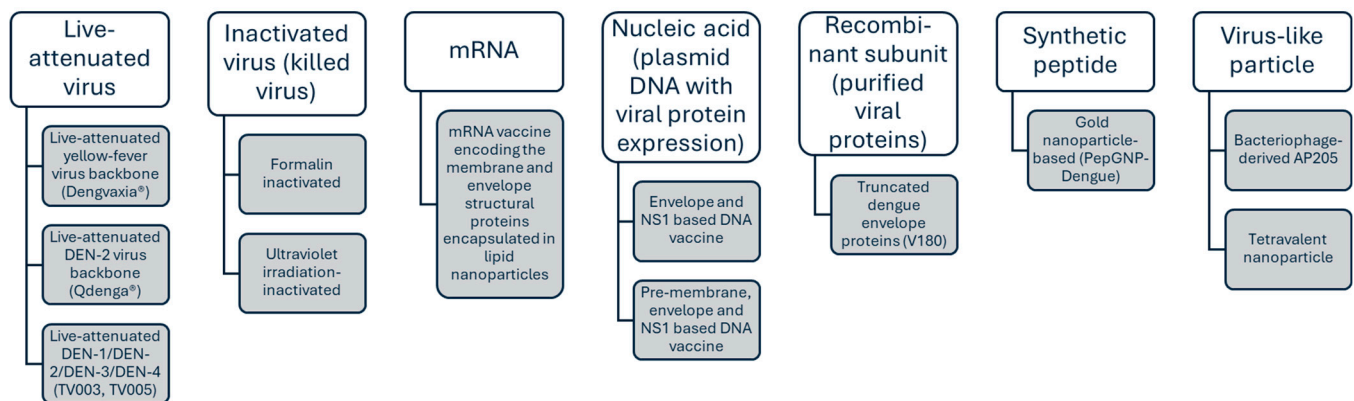 Live-
attenuated
virus
Live-attenuated
yellow-fever
virus backbone
(Dengvaxia®)
Live-attenuated
DEN-2 virus
backbone
(Qdenga®)
Live-attenuated
DEN-1/DEN-
2/DEN-3/DEN-4
(TV003, TV005)
Inactivated
virus (killed
virus)
Formalin
inactivated
Ultraviolet
irradiation-
inactivated
mRNA
mRNA vaccine
encoding the
membrane and
envelope
structural
proteins
encapsulated in
lipid
nanoparticles
Nucleic acid
(plasmid
DNA with
viral protein
expression)
Envelope and
NS1 based DNA
vaccine
Pre-membrane,
envelope and
NS1 based DNA
vaccine
Recombi-
nant subunit
(purified
viral
proteins)
Truncated
dengue
envelope
proteins (V180)
Synthetic
peptide
Gold
nanoparticle-
based (PepGNP-
Dengue)
Virus-like
particle
Bacteriophage-
derived AP205
Tetravalent
nanoparticle